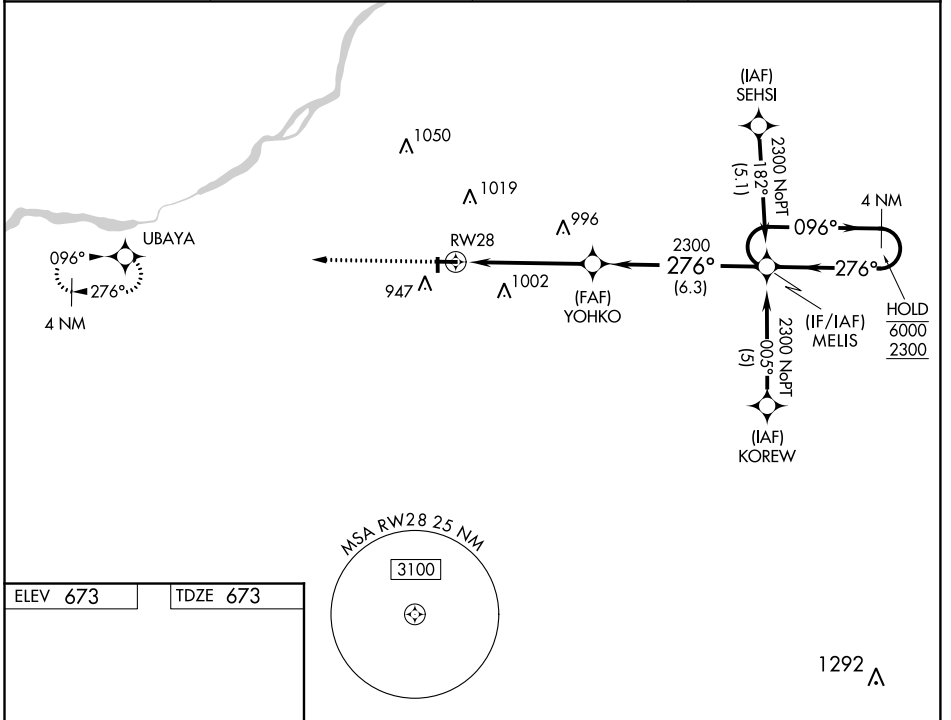 (IAF)
SEHSI
2300 NoPT
182°
(5.1)
1050
1019
996
4 NM
096°
UBAYA
096°
276°
4 NM
RW28
947
1002
(FAF)
YOHKO
2300
276°
(6.3)
276°
(IF/IAF)
MELIS
HOLD
6000
2300
2300 NoPT
005°
(5)
(IAF)
KOREW
MSA RW28 25 NM
3100
ELEV 673
TDZE 673
1292